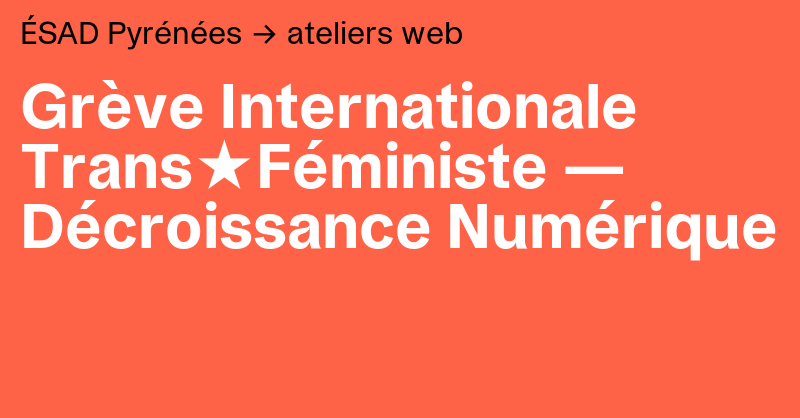 ÉSAD Pyrénées → ateliers web
Grève Internationale
Trans★Féministe —
Décroissance Numérique